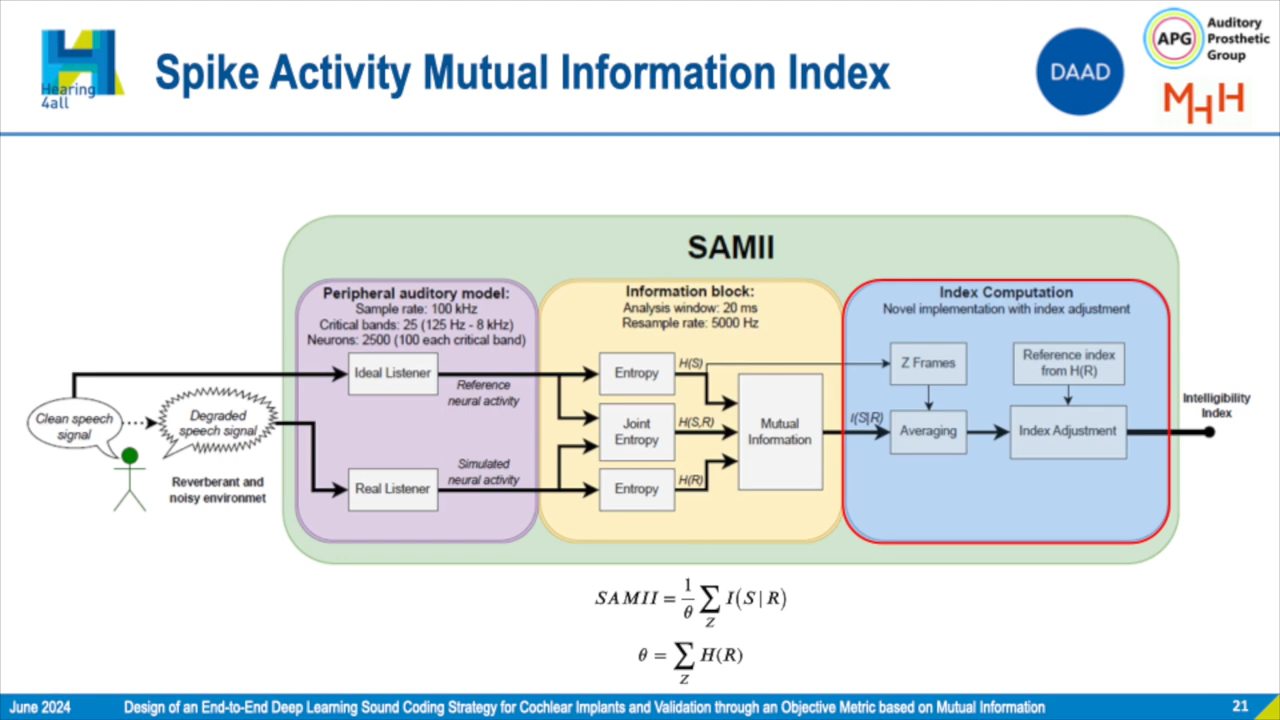 Hearing
4all
Spike Activity Mutual Information Index
DAAD
APG
Auditory
Prosthetic
Group
MHH
SAMII
Peripheral auditory model:
Sample rate: 100 kHz
Critical bands: 25 (125 Hz - 8 kHz)
Neurons: 2500 (100 each critical band)
Information block:
Analysis window: 20 ms
Resample rate: 5000 Hz
Index Computation
Novel implementation with index adjustment
Clean speech
signal
Degraded
speech signal
Reverberant and
noisy environmet
Ideal Listener
Reference
neural activity
Simulated
neural activity
Real Listener
Entropy
Joint
Entropy
Entropy
H(S)
H(S,R)
H(R)
Mutual
Information
I(S|R)
Z Frames
Averaging
Reference index
from H(R)
Index Adjustment
Intelligibility
Index
SAMII = 1/θ ∑_Z I(S|R)
θ = ∑_Z H(R)
June 2024
Design of an End-to-End Deep Learning Sound Coding Strategy for Cochlear Implants and Validation through an Objective Metric based on Mutual Information
21